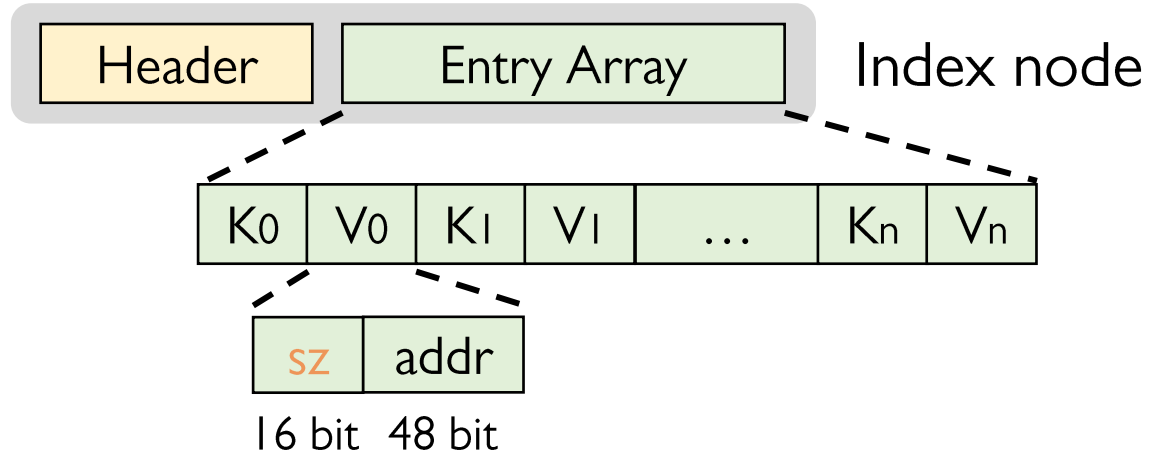 Header Entry Array Index node
K0 V0 K1 V1 ... Kn Vn
sz addr
16 bit 48 bit